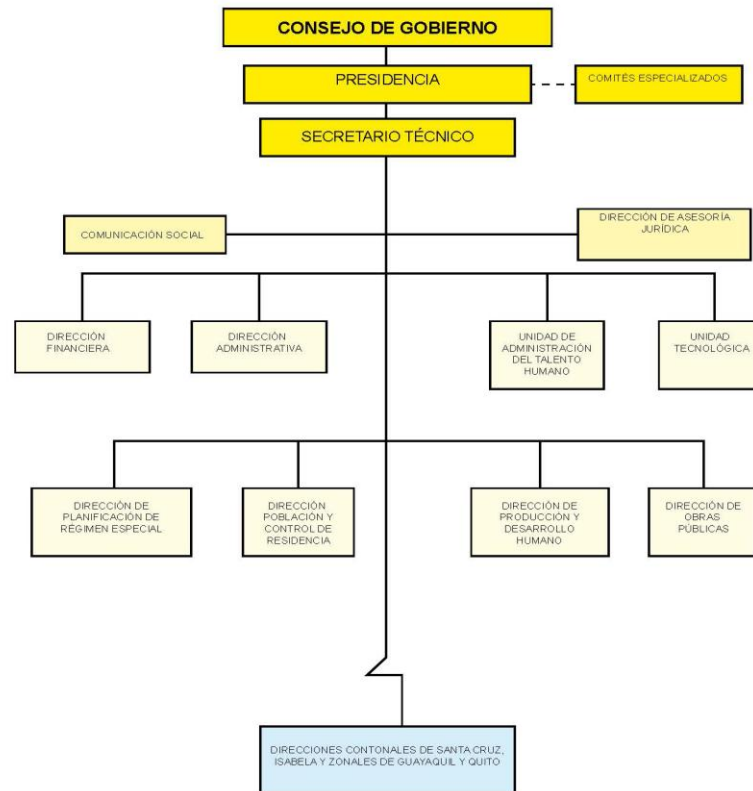 CONSEJO DE GOBIERNO
PRESIDENCIA
COMITÉS ESPECIALIZADOS
SECRETARIO TÉCNICO
COMUNICACIÓN SOCIAL
DIRECCIÓN DE ASESORÍA
JURÍDICA
DIRECCIÓN
FINANCIERA
DIRECCIÓN
ADMINISTRATIVA
UNIDAD DE
ADMINISTRACIÓN
DEL TALENTO
HUMANO
UNIDAD
TECNOLÓGICA
DIRECCIÓN DE
PLANIFICACIÓN DE
RÉGIMEN ESPECIAL
DIRECCIÓN
POBLACIÓN Y
CONTROL DE
RESIDENCIA
DIRECCIÓN DE
PRODUCCIÓN Y
DESARROLLO
HUMANO
DIRECCIÓN DE
OBRAS
PÚBLICAS
DIRECCIONES CONTONALES DE SANTA CRUZ,
ISABELA Y ZONALES DE GUAYAQUIL Y QUITO